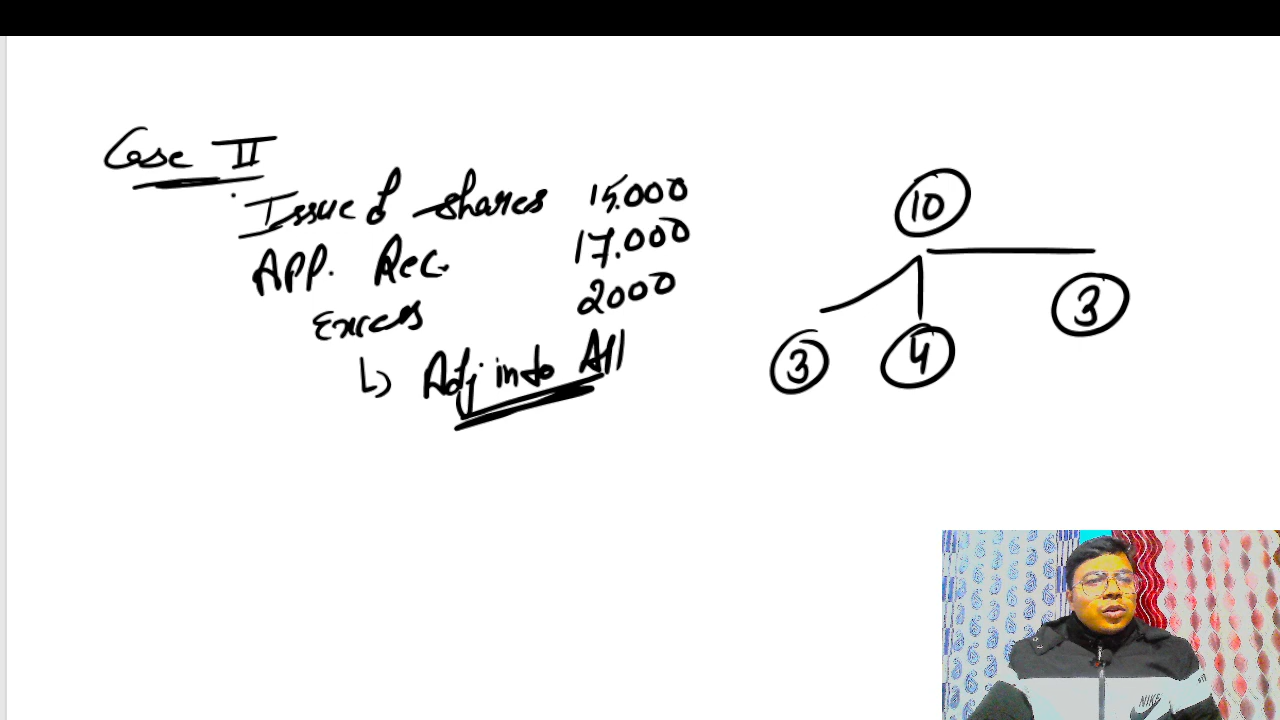 Case II
Issue of shares 15,000
App. Rec. 17,000
Excess 2000
↳ Adj. into All
10
3 4 3
NIKE